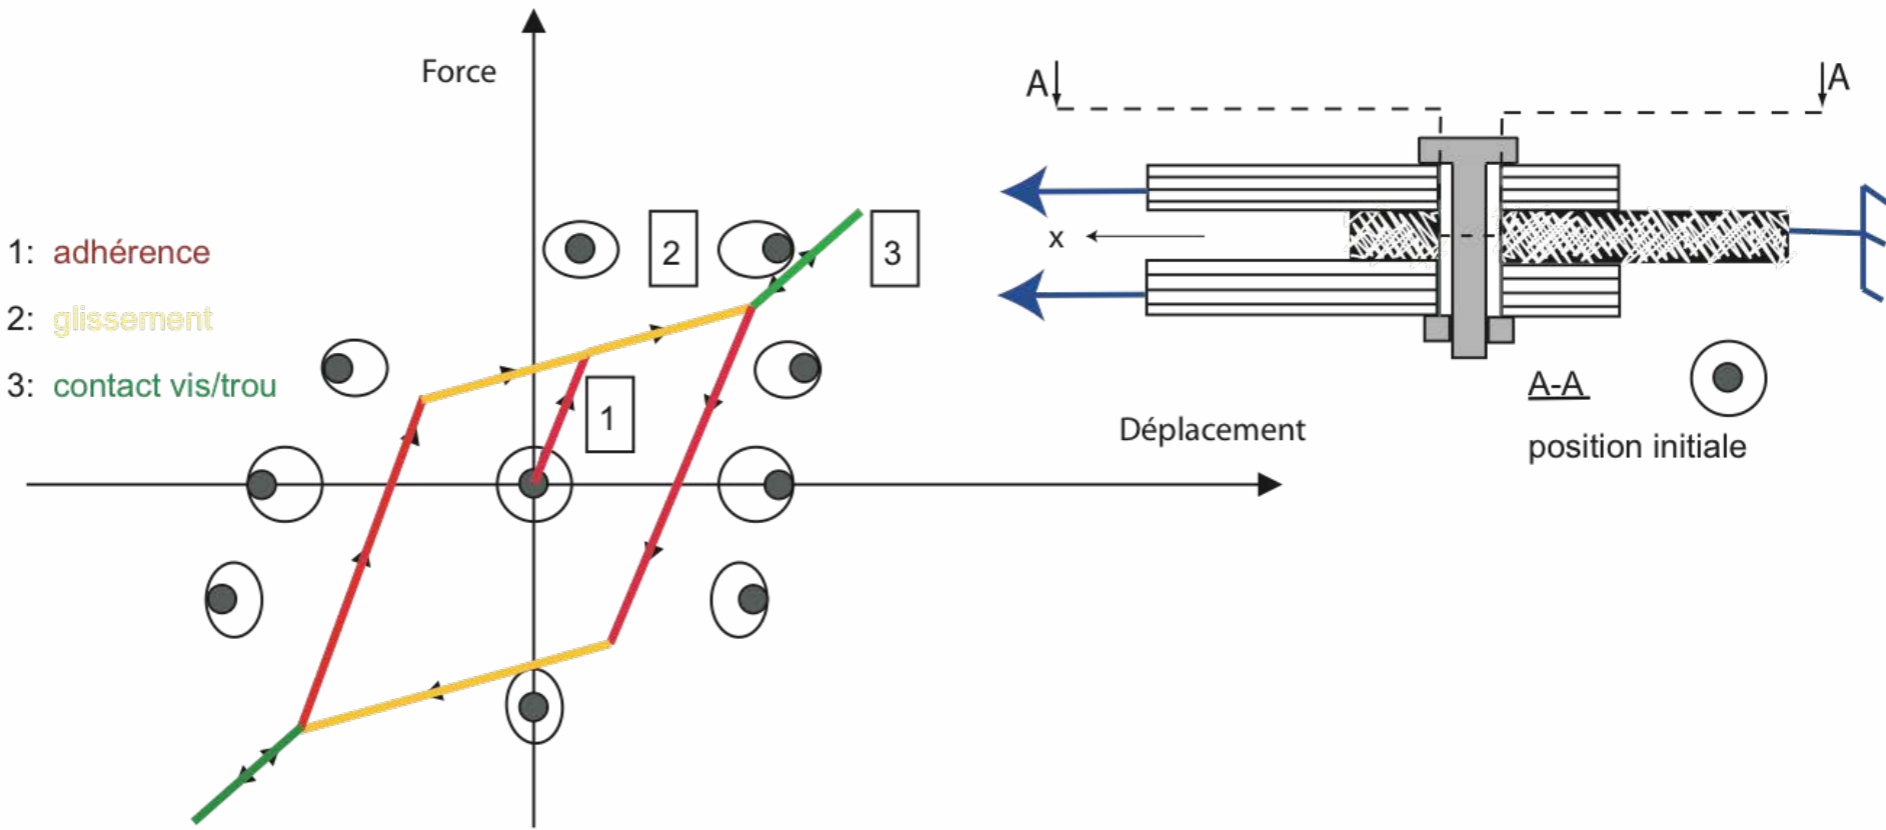 Force
A
A
1: adhérence
2: glissement
3: contact vis/trou
2
3
1
x
Déplacement
A-A
position initiale